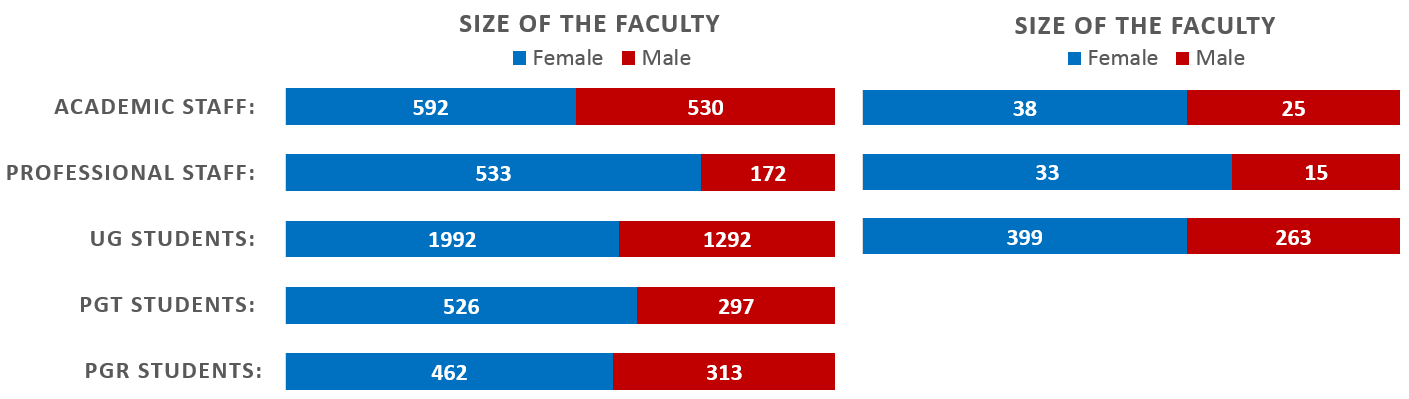 SIZE OF THE FACULTY
Female Male
ACADEMIC STAFF: 592 530
PROFESSIONAL STAFF: 533 172
UG STUDENTS: 1992 1292
PGT STUDENTS: 526 297
PGR STUDENTS: 462 313
SIZE OF THE FACULTY
Female Male
38 25
33 15
399 263